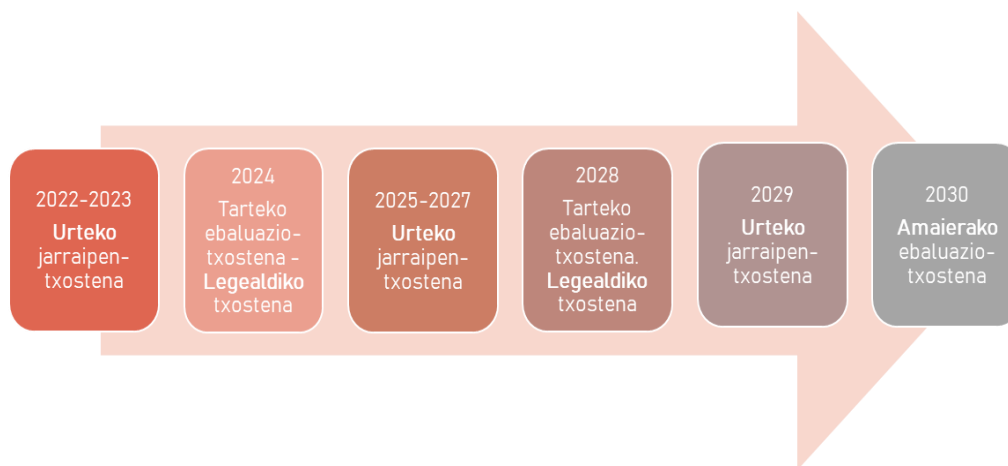 2022-2023
Urteko
jarraipen-
txostena
2024
Tarteko
ebaluazio-
txostena -
Legealdiko
txostena
2025-2027
Urteko
jarraipen-
txostena
2028
Tarteko
ebaluazio-
txostena.
Legealdiko
txostena
2029
Urteko
jarraipen-
txostena
2030
Amaierako
ebaluazio-
txostena